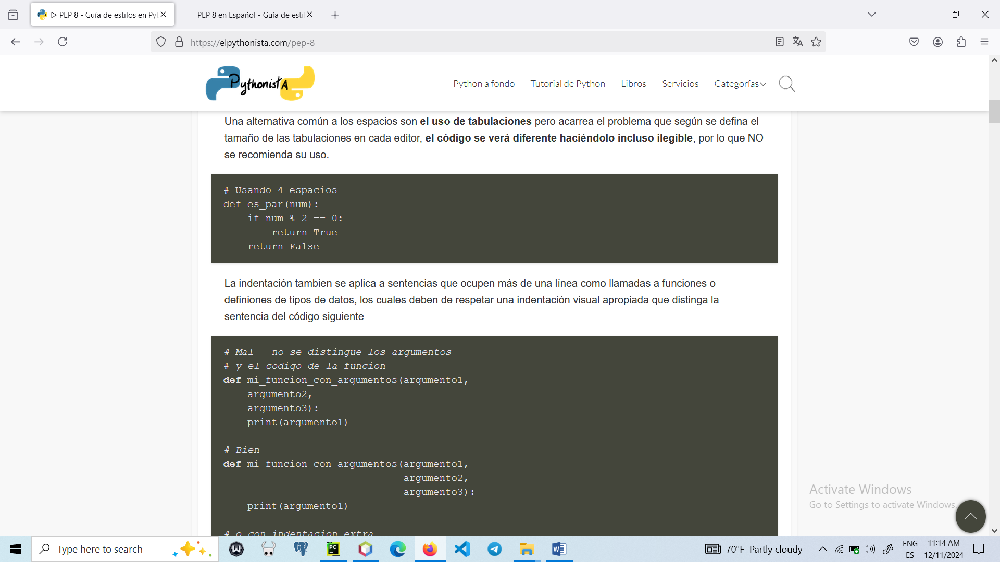 ▷ PEP 8 - Guía de estilos en Pyt
PEP 8 en Español - Guía de esti
https://elpythonista.com/pep-8
PythonistA
Python a fondo
Tutorial de Python
Libros
Servicios
Categorías
Una alternativa común a los espacios son el uso de tabulaciones pero acarrea el problema que según se defina el
tamaño de las tabulaciones en cada editor, el código se verá diferente haciéndolo incluso ilegible, por lo que NO
se recomienda su uso.
# Usando 4 espacios
def es_par(num):
    if num % 2 == 0:
        return True
    return False
La indentación tambien se aplica a sentencias que ocupen más de una línea como llamadas a funciones o
definiones de tipos de datos, los cuales deben de respetar una indentación visual apropiada que distinga la
sentencia del código siguiente
# Mal - no se distingue los argumentos
# y el codigo de la funcion
def mi_funcion_con_argumentos(argumento1,
    argumento2,
    argumento3):
    print(argumento1)
# Bien
def mi_funcion_con_argumentos(argumento1,
                              argumento2,
                              argumento3):
    print(argumento1)
# o con indentacion extra
Activate Windows
Go to Settings to activate Windows.
Type here to search
PC
70°F Partly cloudy
ENG
ES
11:14 AM
12/11/2024